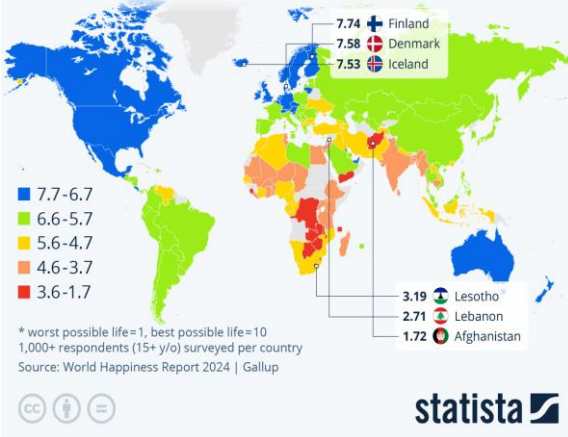 7.74 Finland
7.58 Denmark
7.53 Iceland
7.7-6.7
6.6-5.7
5.6-4.7
4.6-3.7
3.6-1.7
3.19 Lesotho
2.71 Lebanon
1.72 Afghanistan
* worst possible life=1, best possible life=10
1,000+ respondents (15+ y/o) surveyed per country
Source: World Happiness Report 2024 | Gallup
cc
statista